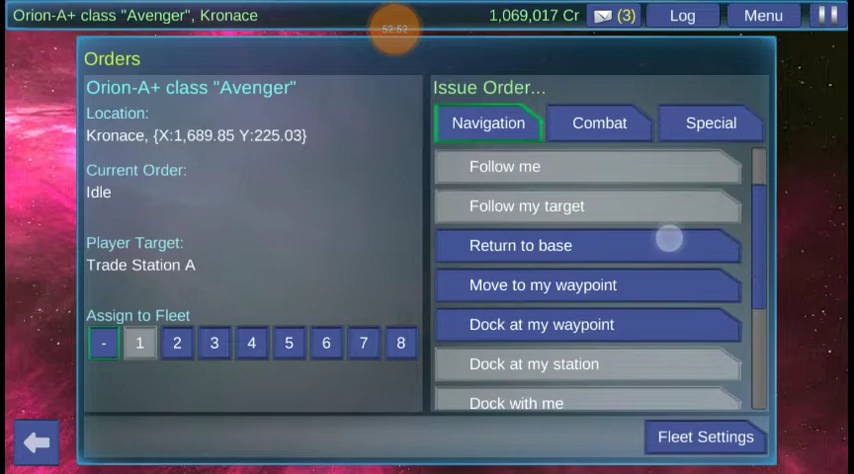 Orion-A+ class "Avenger", Kronace
1,069,017 Cr
(3)
Log
Menu
52:52
Orders
Orion-A+ class "Avenger"
Location:
Kronace, {X:1,689.85 Y:225.03}
Current Order:
Idle
Player Target:
Trade Station A
Assign to Fleet
- 1 2 3 4 5 6 7 8
Issue Order...
Navigation Combat Special
Follow me
Follow my target
Return to base
Move to my waypoint
Dock at my waypoint
Dock at my station
Dock with me
Fleet Settings